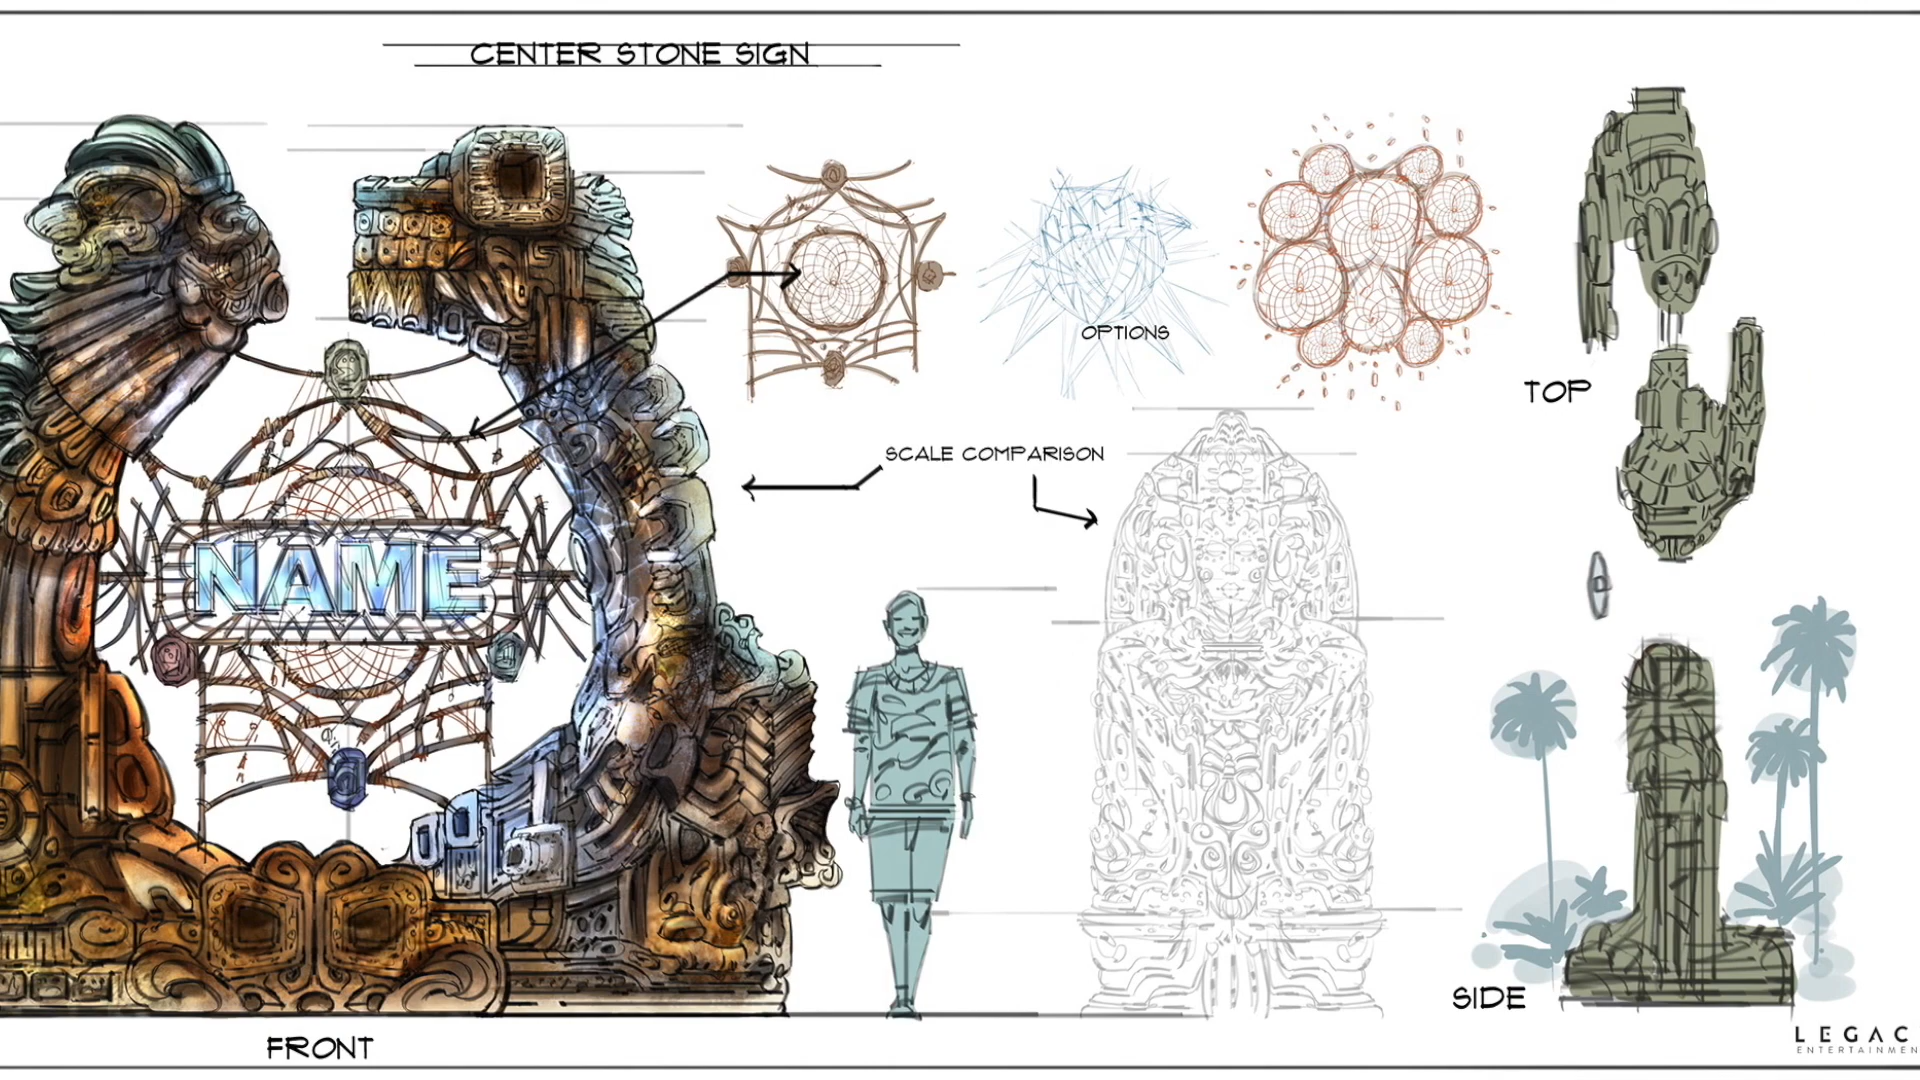 CENTER STONE SIGN
OPTIONS
TOP
SCALE COMPARISON
NAME
SIDE
FRONT
LEGAC
ENTERTAINMEN